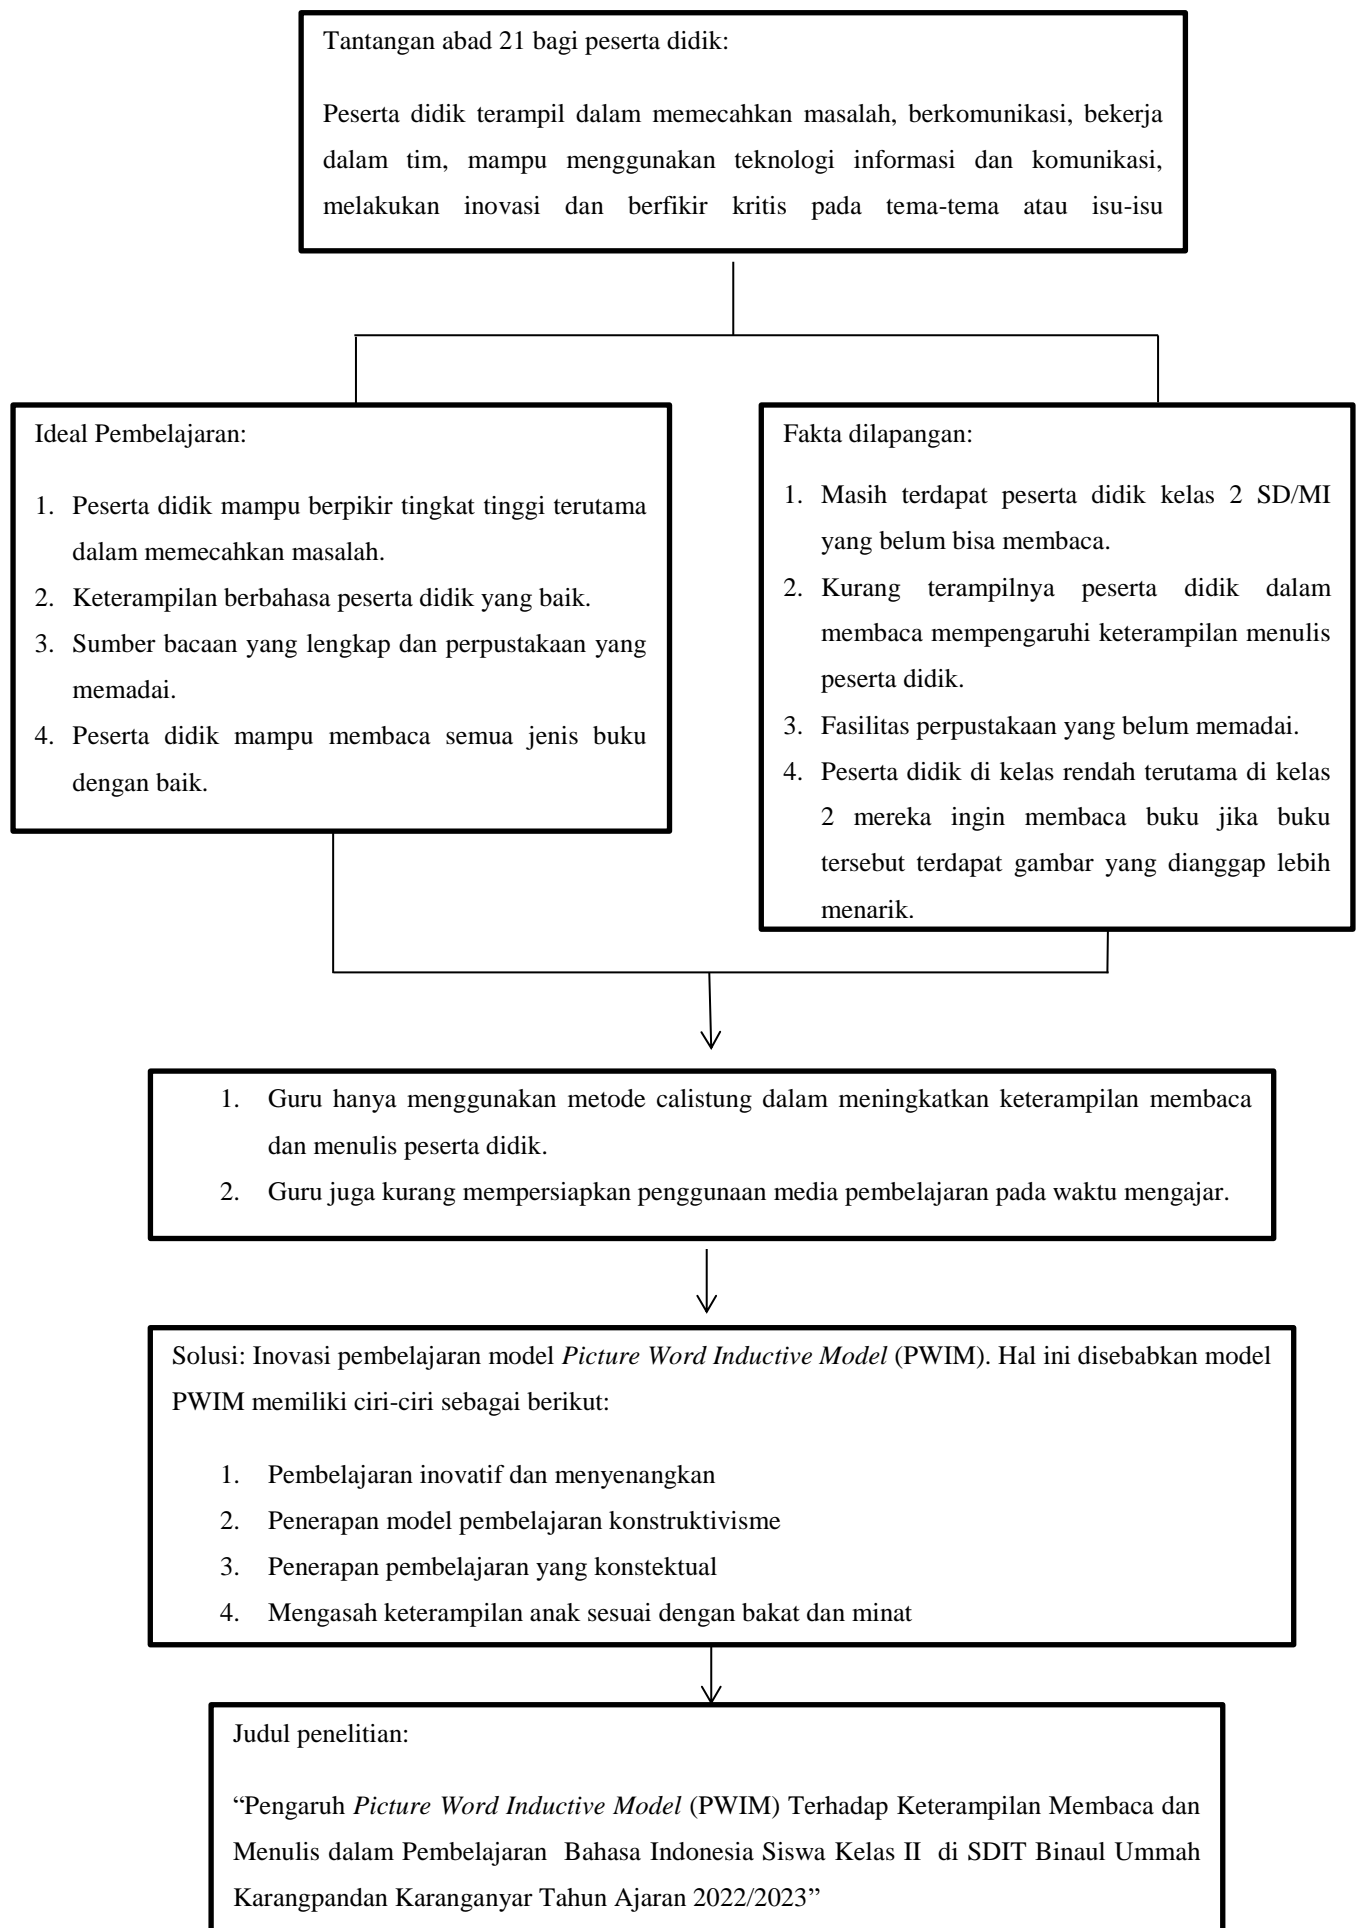 Tantangan abad 21 bagi peserta didik:
Peserta didik terampil dalam memecahkan masalah, berkomunikasi, bekerja
dalam tim, mampu menggunakan teknologi informasi dan komunikasi,
melakukan inovasi dan berfikir kritis pada tema-tema atau isu-isu
Ideal Pembelajaran:
1. Peserta didik mampu berpikir tingkat tinggi terutama
dalam memecahkan masalah.
2. Keterampilan berbahasa peserta didik yang baik.
3. Sumber bacaan yang lengkap dan perpustakaan yang
memadai.
4. Peserta didik mampu membaca semua jenis buku
dengan baik.
Fakta dilapangan:
1. Masih terdapat peserta didik kelas 2 SD/MI
yang belum bisa membaca.
2. Kurang terampilnya peserta didik dalam
membaca mempengaruhi keterampilan menulis
peserta didik.
3. Fasilitas perpustakaan yang belum memadai.
4. Peserta didik di kelas rendah terutama di kelas
2 mereka ingin membaca buku jika buku
tersebut terdapat gambar yang dianggap lebih
menarik.
1. Guru hanya menggunakan metode calistung dalam meningkatkan keterampilan membaca
dan menulis peserta didik.
2. Guru juga kurang mempersiapkan penggunaan media pembelajaran pada waktu mengajar.
Solusi: Inovasi pembelajaran model Picture Word Inductive Model (PWIM). Hal ini disebabkan model
PWIM memiliki ciri-ciri sebagai berikut:
1. Pembelajaran inovatif dan menyenangkan
2. Penerapan model pembelajaran konstruktivisme
3. Penerapan pembelajaran yang konstektual
4. Mengasah keterampilan anak sesuai dengan bakat dan minat
Judul penelitian:
“Pengaruh Picture Word Inductive Model (PWIM) Terhadap Keterampilan Membaca dan
Menulis dalam Pembelajaran Bahasa Indonesia Siswa Kelas II di SDIT Binaul Ummah
Karangpandan Karanganyar Tahun Ajaran 2022/2023”